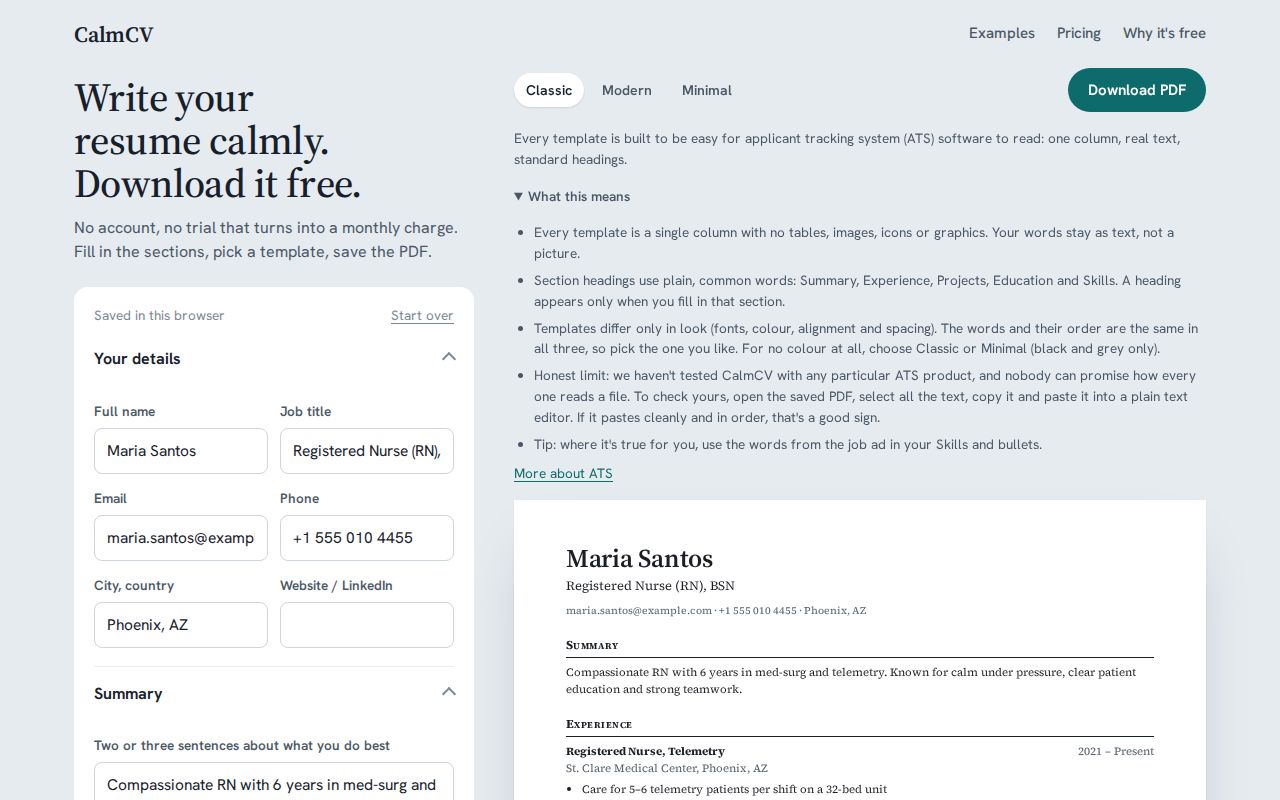 CalmCV
Examples Pricing Why it's free
Write your
resume calmly.
Download it free.
No account, no trial that turns into a monthly charge.
Fill in the sections, pick a template, save the PDF.
Saved in this browser Start over
Your details
Full name Job title
Maria Santos Registered Nurse (RN),
Email Phone
maria.santos@examp +1 555 010 4455
City, country Website / LinkedIn
Phoenix, AZ
Summary
Two or three sentences about what you do best
Compassionate RN with 6 years in med-surg and
Classic Modern Minimal Download PDF
Every template is built to be easy for applicant tracking system (ATS) software to read: one column, real text,
standard headings.
▼ What this means
• Every template is a single column with no tables, images, icons or graphics. Your words stay as text, not a
picture.
• Section headings use plain, common words: Summary, Experience, Projects, Education and Skills. A heading
appears only when you fill in that section.
• Templates differ only in look (fonts, colour, alignment and spacing). The words and their order are the same in
all three, so pick the one you like. For no colour at all, choose Classic or Minimal (black and grey only).
• Honest limit: we haven't tested CalmCV with any particular ATS product, and nobody can promise how every
one reads a file. To check yours, open the saved PDF, select all the text, copy it and paste it into a plain text
editor. If it pastes cleanly and in order, that's a good sign.
• Tip: where it's true for you, use the words from the job ad in your Skills and bullets.
More about ATS
Maria Santos
Registered Nurse (RN), BSN
maria.santos@example.com · +1 555 010 4455 · Phoenix, AZ
Summary
Compassionate RN with 6 years in med-surg and telemetry. Known for calm under pressure, clear patient
education and strong teamwork.
Experience
Registered Nurse, Telemetry 2021 – Present
St. Clare Medical Center, Phoenix, AZ
• Care for 5–6 telemetry patients per shift on a 32-bed unit